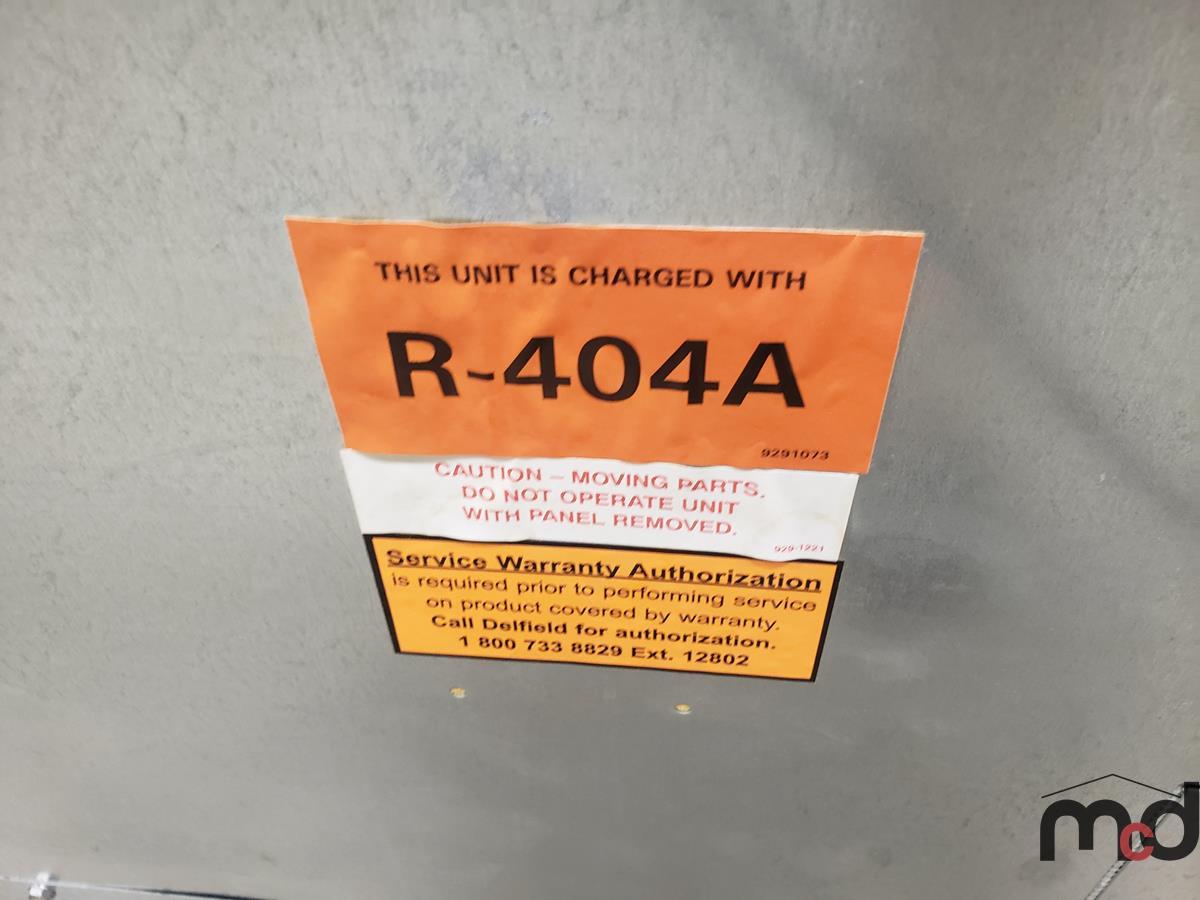 THIS UNIT IS CHARGED WITH
R-404A
9291073
CAUTION – MOVING PARTS.
DO NOT OPERATE UNIT
WITH PANEL REMOVED.
929-1221
Service Warranty Authorization
is required prior to performing service
on product covered by warranty.
Call Delfield for authorization.
1 800 733 8829 Ext. 12802
mcd